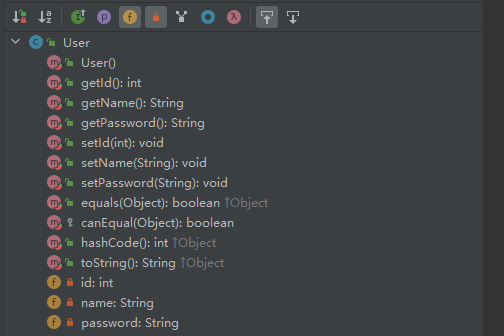 User
User()
getId(): int
getName(): String
getPassword(): String
setId(int): void
setName(String): void
setPassword(String): void
equals(Object): boolean ↑Object
canEqual(Object): boolean
hashCode(): int ↑Object
toString(): String ↑Object
id: int
name: String
password: String